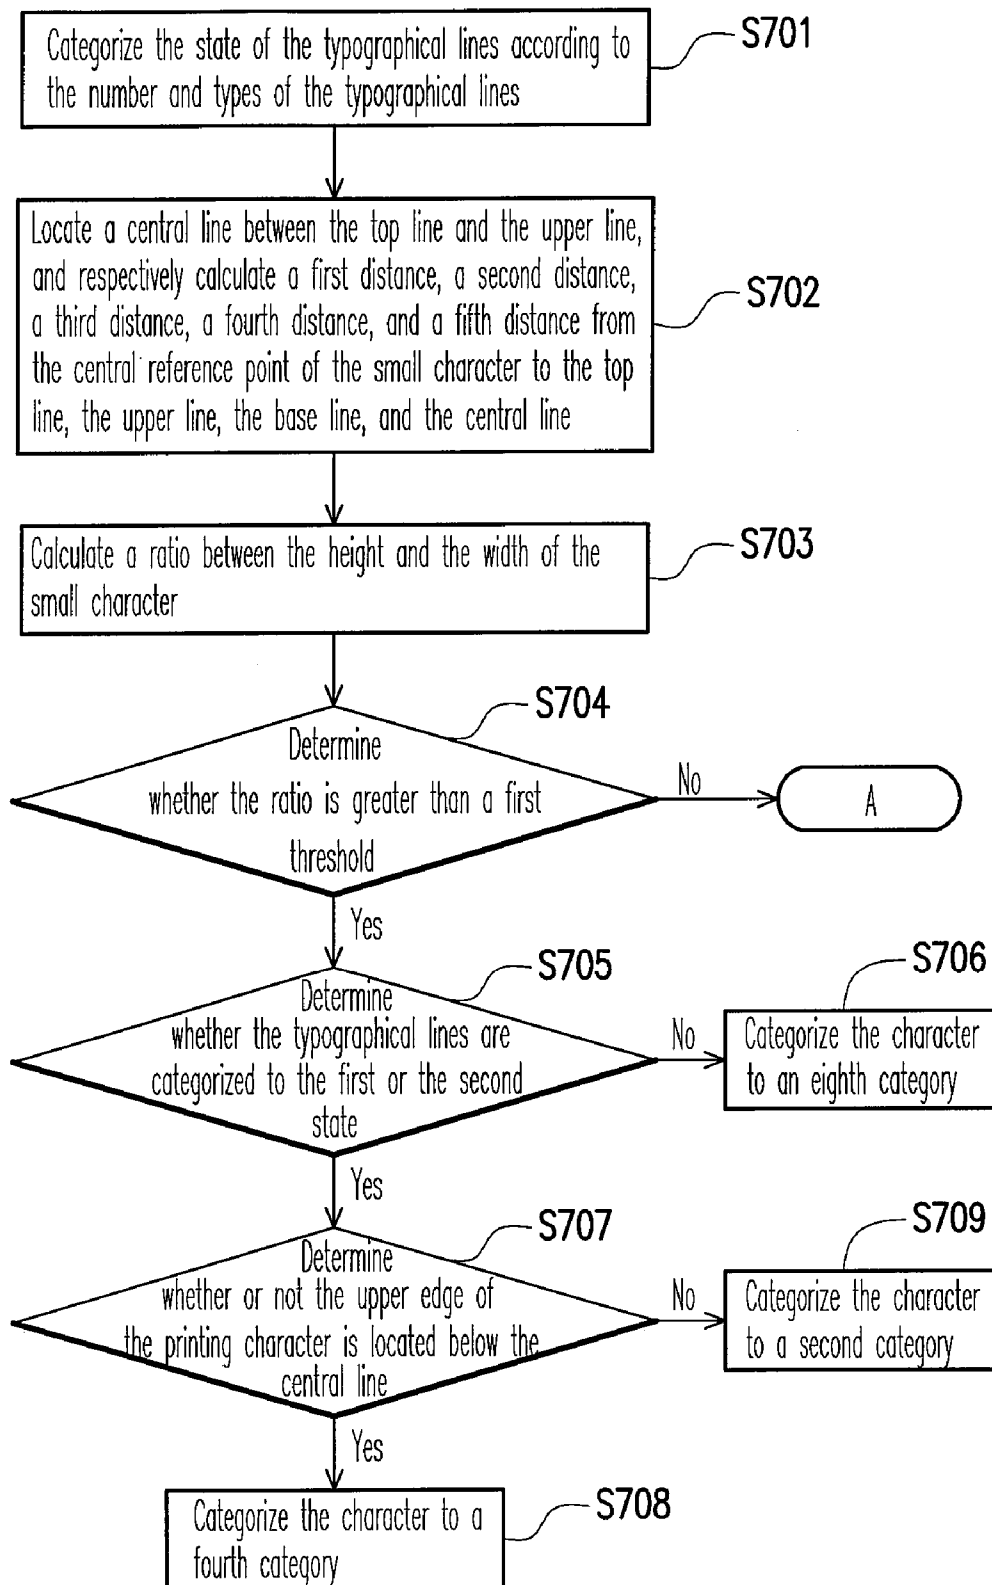 Categorize the state of the typographical lines according to
the number and types of the typographical lines
S701
Locate a central line between the top line and the upper line,
and respectively calculate a first distance, a second distance,
a third distance, a fourth distance, and a fifth distance from
the central reference point of the small character to the top
line, the upper line, the base line, and the central line
S702
Calculate a ratio between the height and the width of the
small character
S703
Determine
whether the ratio is greater than a first
threshold
S704
No
A
Yes
Determine
whether the typographical lines are
categorized to the first or the second
state
S705
No
Categorize the character
to an eighth category
S706
Yes
Determine
whether or not the upper edge of
the printing character is located below the
central line
S707
No
Categorize the character
to a second category
S709
Yes
Categorize the character to a
fourth category
S708